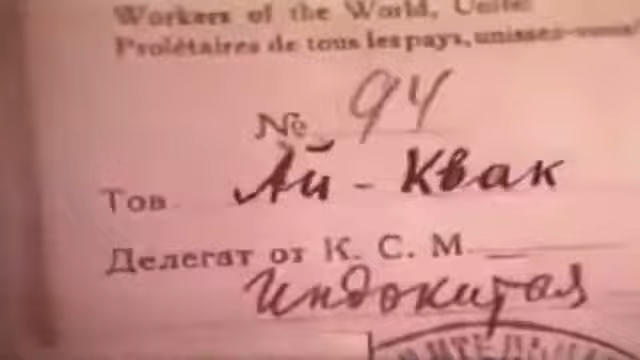 Workers of the World, Unite!
Prolétaires de tous les pays, unissez-vous!
№ 94
Тов. Ай - Квак
Делегат от К. С. М.
Индокитая